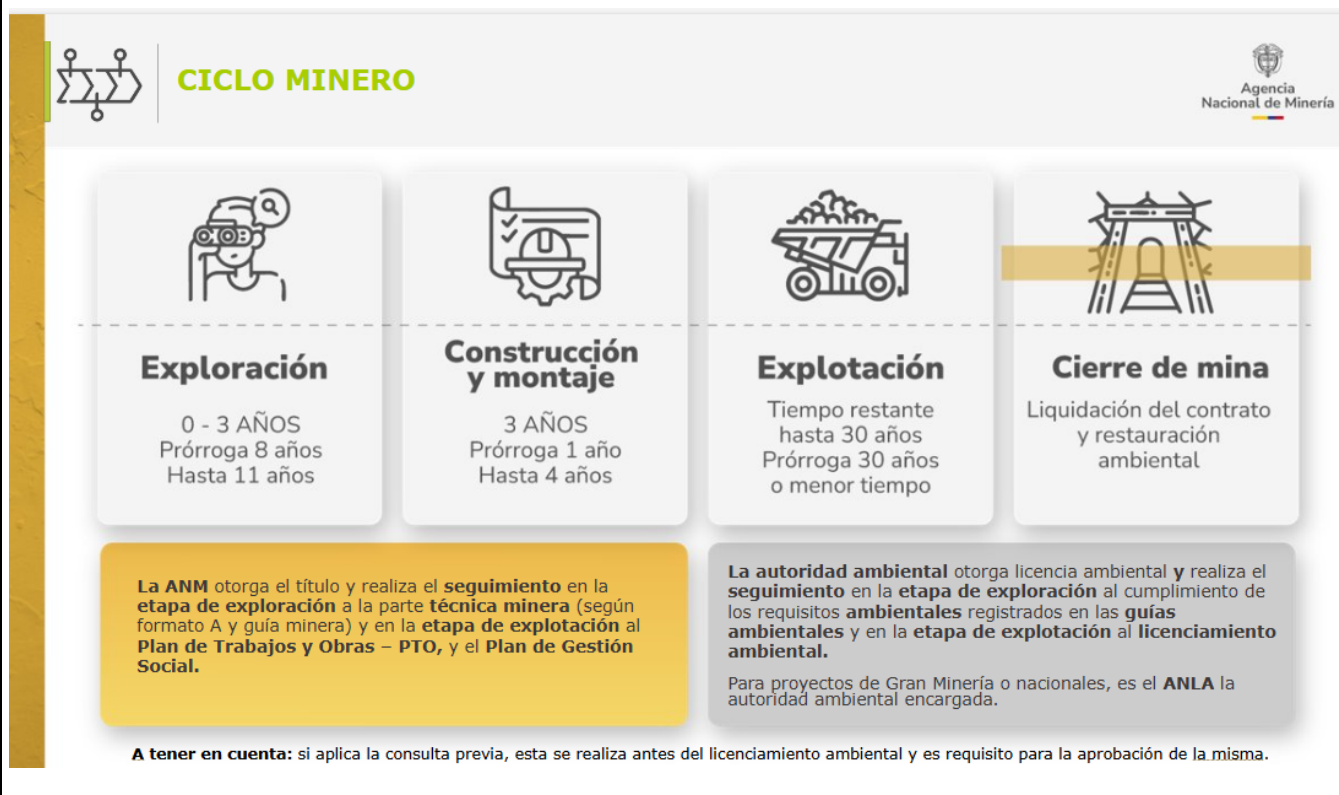 CICLO MINERO
Agencia
Nacional de Minería
Exploración
0 - 3 AÑOS
Prórroga 8 años
Hasta 11 años
Construcción
y montaje
3 AÑOS
Prórroga 1 año
Hasta 4 años
Explotación
Tiempo restante
hasta 30 años
Prórroga 30 años
o menor tiempo
Cierre de mina
Liquidación del contrato
y restauración
ambiental
La ANM otorga el título y realiza el seguimiento en la
etapa de exploración a la parte técnica minera (según
formato A y guía minera) y en la etapa de explotación al
Plan de Trabajos y Obras – PTO, y el Plan de Gestión
Social.
La autoridad ambiental otorga licencia ambiental y realiza el
seguimiento en la etapa de exploración al cumplimiento de
los requisitos ambientales registrados en las guías
ambientales y en la etapa de explotación al licenciamiento
ambiental.
Para proyectos de Gran Minería o nacionales, es el ANLA la
autoridad ambiental encargada.
A tener en cuenta: si aplica la consulta previa, esta se realiza antes del licenciamiento ambiental y es requisito para la aprobación de la misma.